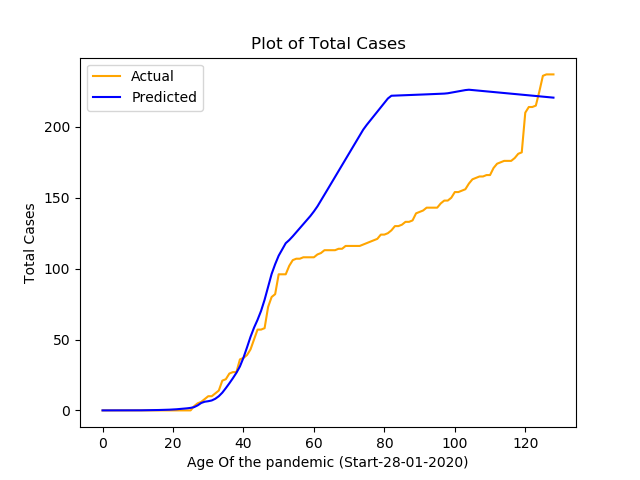 Plot of Total Cases
Actual
Predicted
Total Cases
200
150
100
50
0
0 20 40 60 80 100 120
Age Of the pandemic (Start-28-01-2020)